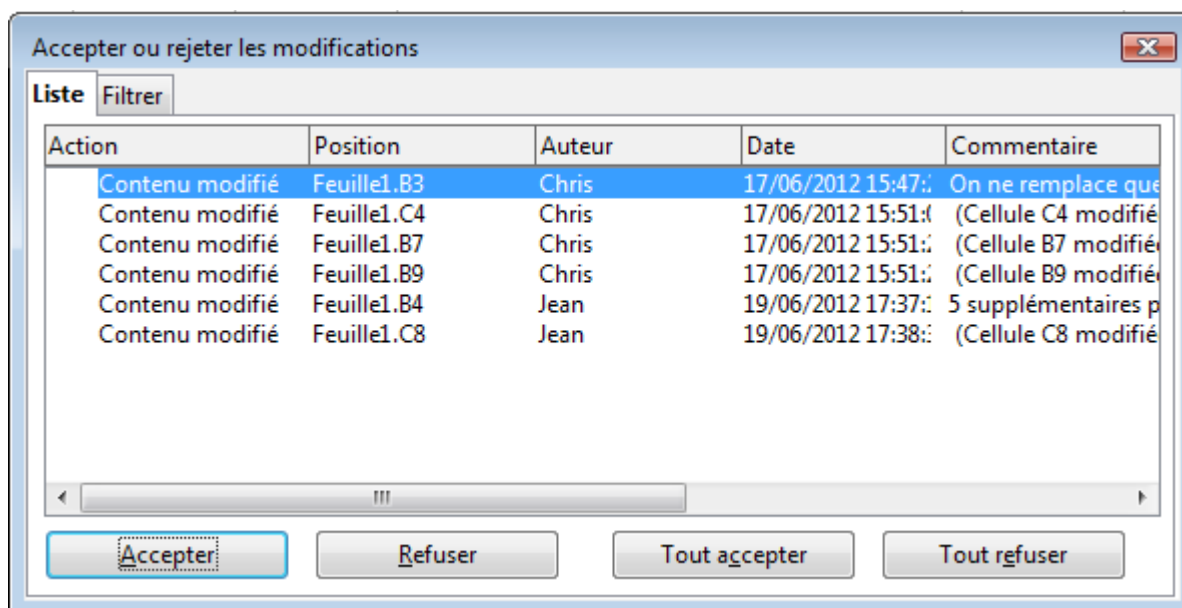 Accepter ou rejeter les modifications
Liste Filtrer
Action Position Auteur Date Commentaire
Contenu modifié Feuille1.B3 Chris 17/06/2012 15:47: On ne remplace que
Contenu modifié Feuille1.C4 Chris 17/06/2012 15:51: (Cellule C4 modifié
Contenu modifié Feuille1.B7 Chris 17/06/2012 15:51: (Cellule B7 modifié
Contenu modifié Feuille1.B9 Chris 17/06/2012 15:51: (Cellule B9 modifié
Contenu modifié Feuille1.B4 Jean 19/06/2012 17:37: 5 supplémentaires p
Contenu modifié Feuille1.C8 Jean 19/06/2012 17:38: (Cellule C8 modifié
Accepter Refuser Tout accepter Tout refuser